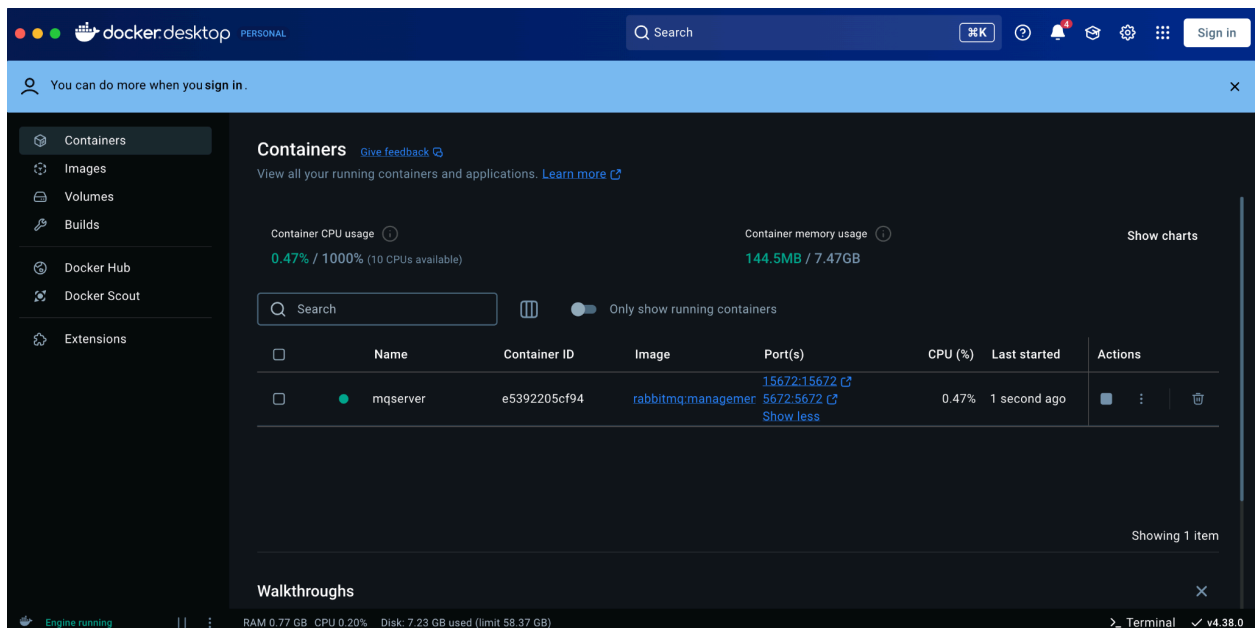 docker.desktop PERSONAL
Search
⌘K
4
Sign in
You can do more when you sign in.
Containers
Images
Volumes
Builds
Docker Hub
Docker Scout
Extensions
Containers Give feedback
View all your running containers and applications. Learn more
Container CPU usage
0.47% / 1000% (10 CPUs available)
Container memory usage
144.5MB / 7.47GB
Show charts
Search
Only show running containers
Name Container ID Image Port(s) CPU (%) Last started Actions
15672:15672
mqserver e5392205cf94 rabbitmq:managemer 5672:5672 0.47% 1 second ago
Show less
Showing 1 item
Walkthroughs
Engine running RAM 0.77 GB CPU 0.20% Disk: 7.23 GB used (limit 58.37 GB) >_ Terminal v4.38.0